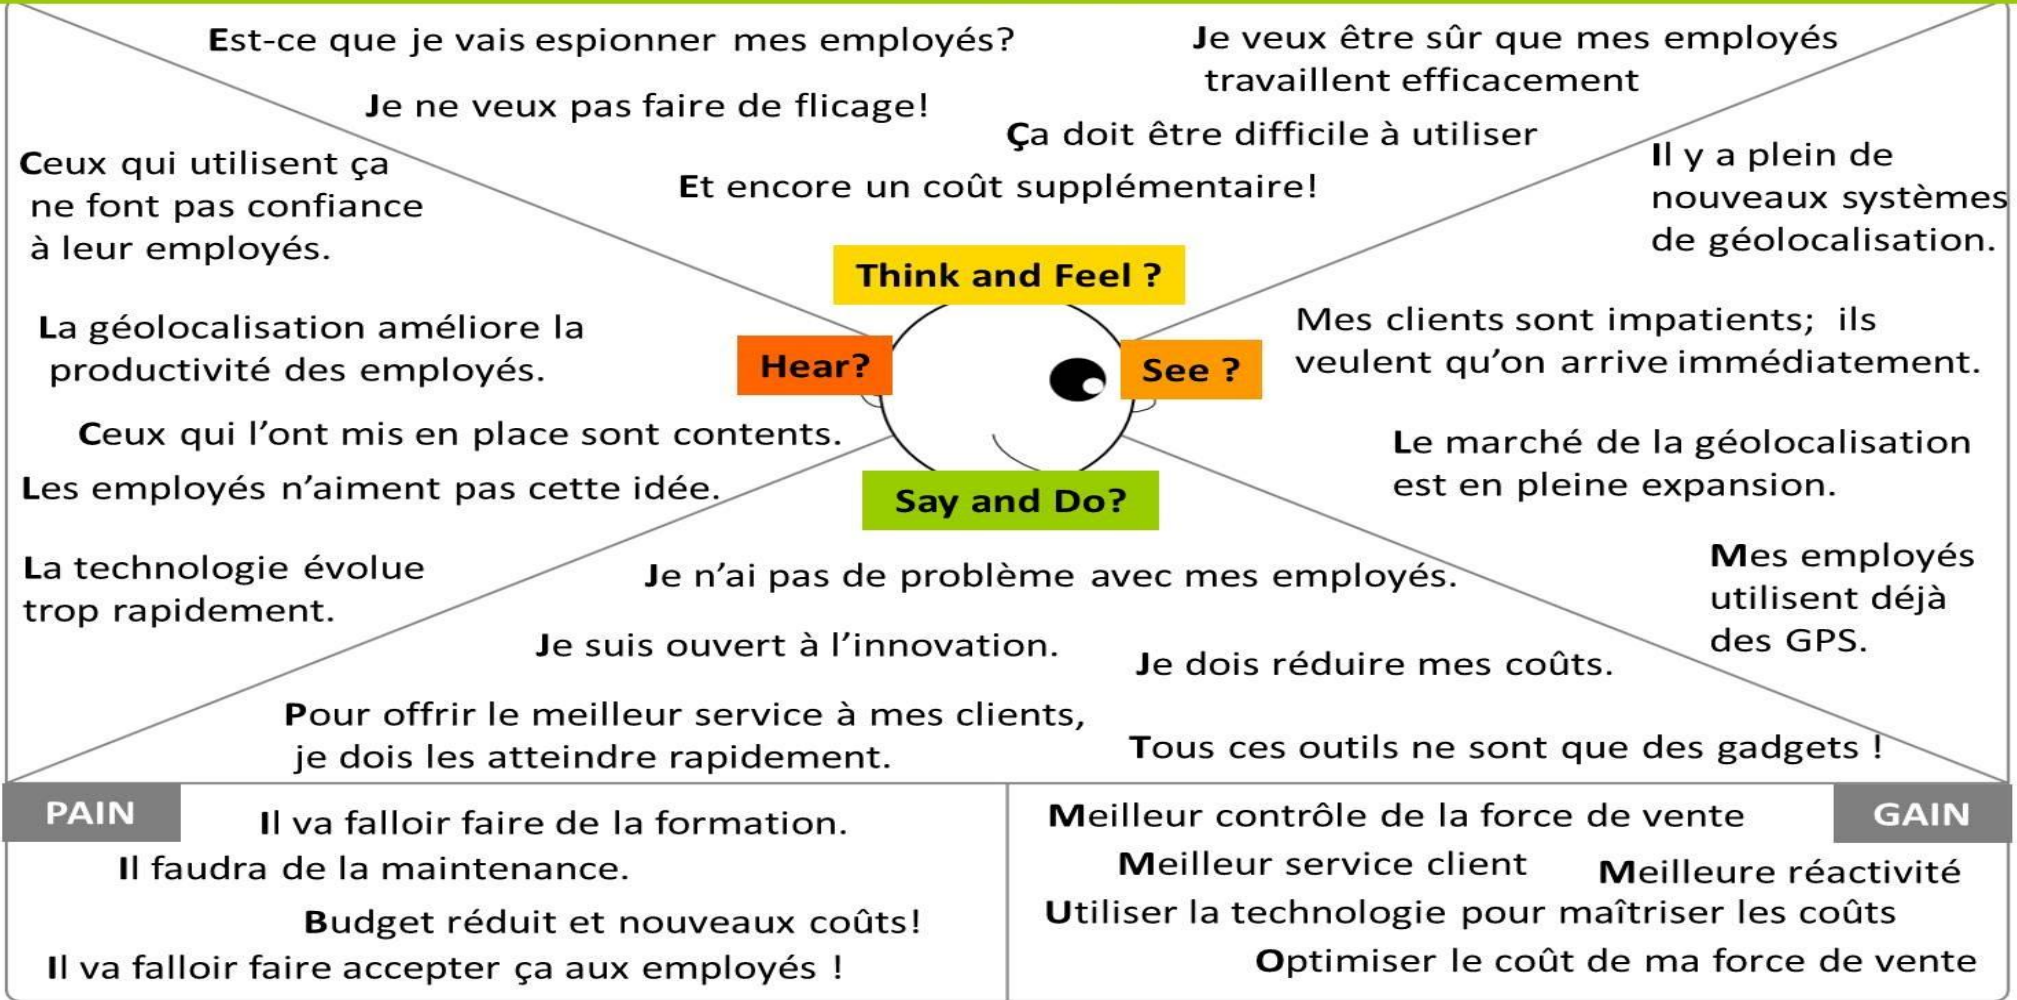 Est-ce que je vais espionner mes employés?
Je veux être sûr que mes employés
travaillent efficacement
Je ne veux pas faire de flicage!
Ça doit être difficile à utiliser
Et encore un coût supplémentaire!
Think and Feel ?
Ceux qui utilisent ça
ne font pas confiance
à leur employés.
La géolocalisation améliore la
productivité des employés.
Ceux qui l'ont mis en place sont contents.
Les employés n'aiment pas cette idée.
La technologie évolue
trop rapidement.
Hear?
See ?
Il y a plein de
nouveaux systèmes
de géolocalisation.
Mes clients sont impatients; ils
veulent qu'on arrive immédiatement.
Le marché de la géolocalisation
est en pleine expansion.
Mes employés
utilisent déjà
des GPS.
Say and Do?
Je n'ai pas de problème avec mes employés.
Je suis ouvert à l'innovation.
Je dois réduire mes coûts.
Pour offrir le meilleur service à mes clients,
je dois les atteindre rapidement.
Tous ces outils ne sont que des gadgets !
PAIN
Il va falloir faire de la formation.
Il faudra de la maintenance.
Budget réduit et nouveaux coûts!
Il va falloir faire accepter ça aux employés !
GAIN
Meilleur contrôle de la force de vente
Meilleur service client
Meilleure réactivité
Utiliser la technologie pour maîtriser les coûts
Optimiser le coût de ma force de vente